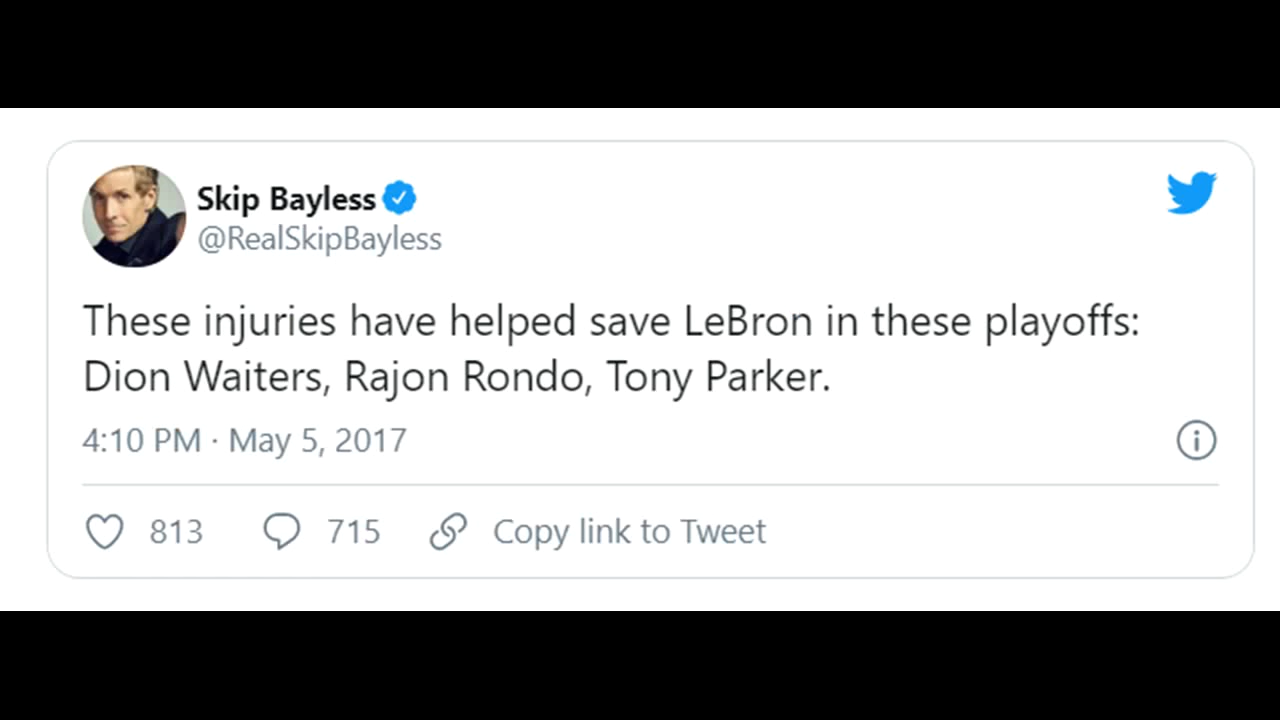 Skip Bayless
@RealSkipBayless
These injuries have helped save LeBron in these playoffs:
Dion Waiters, Rajon Rondo, Tony Parker.
4:10 PM · May 5, 2017
813 715 Copy link to Tweet